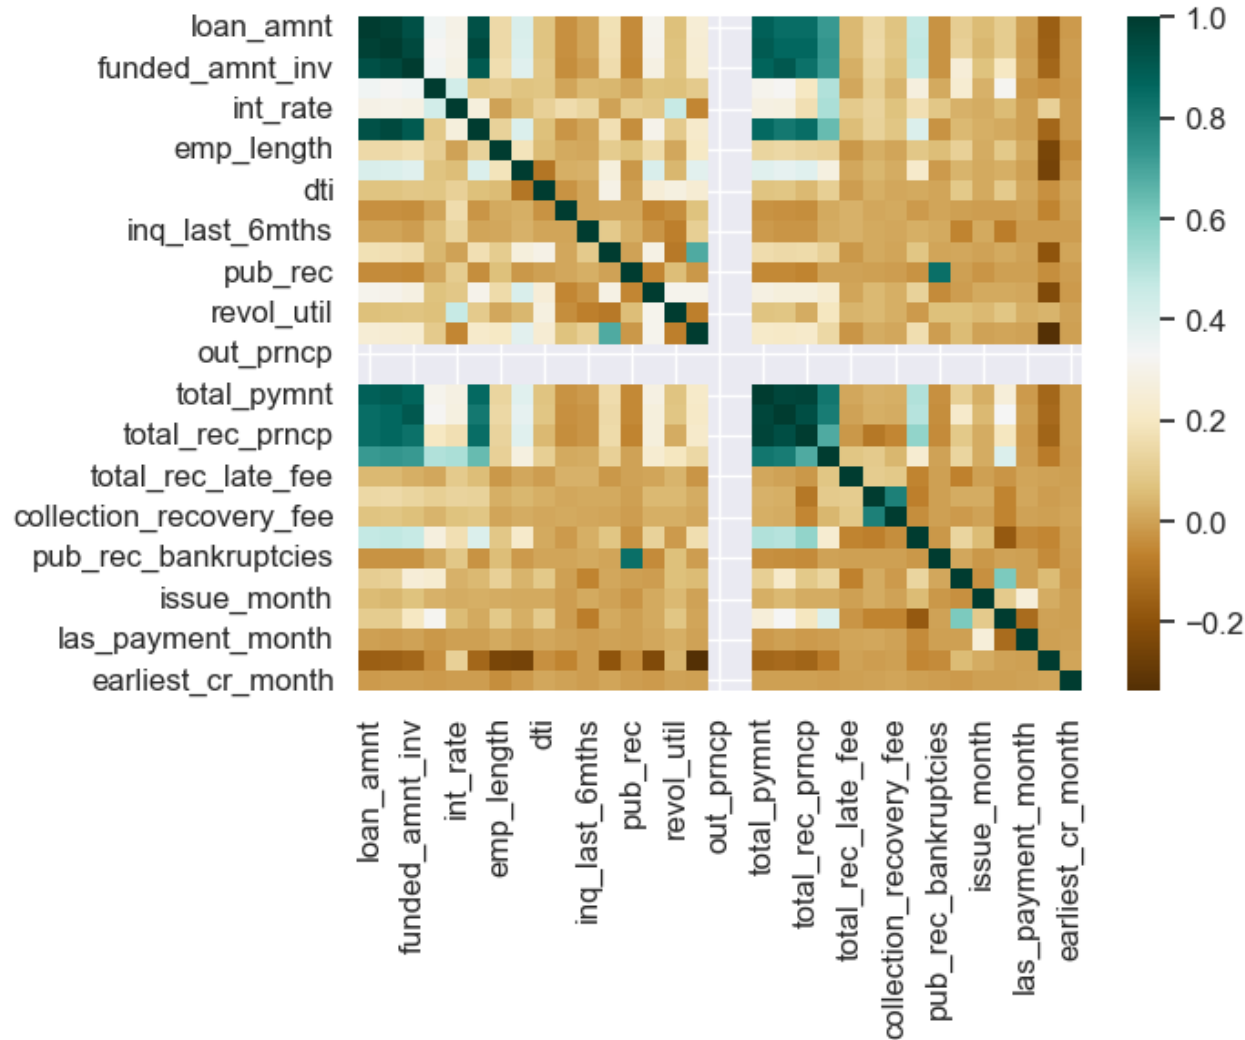 loan_amnt
funded_amnt_inv
int_rate
emp_length
dti
inq_last_6mths
pub_rec
revol_util
out_prncp
total_pymnt
total_rec_prncp
total_rec_late_fee
collection_recovery_fee
pub_rec_bankruptcies
issue_month
las_payment_month
earliest_cr_month
1.0
0.8
0.6
0.4
0.2
0.0
−0.2
loan_amnt
funded_amnt_inv
int_rate
emp_length
dti
inq_last_6mths
pub_rec
revol_util
out_prncp
total_pymnt
total_rec_prncp
total_rec_late_fee
collection_recovery_fee
pub_rec_bankruptcies
issue_month
las_payment_month
earliest_cr_month